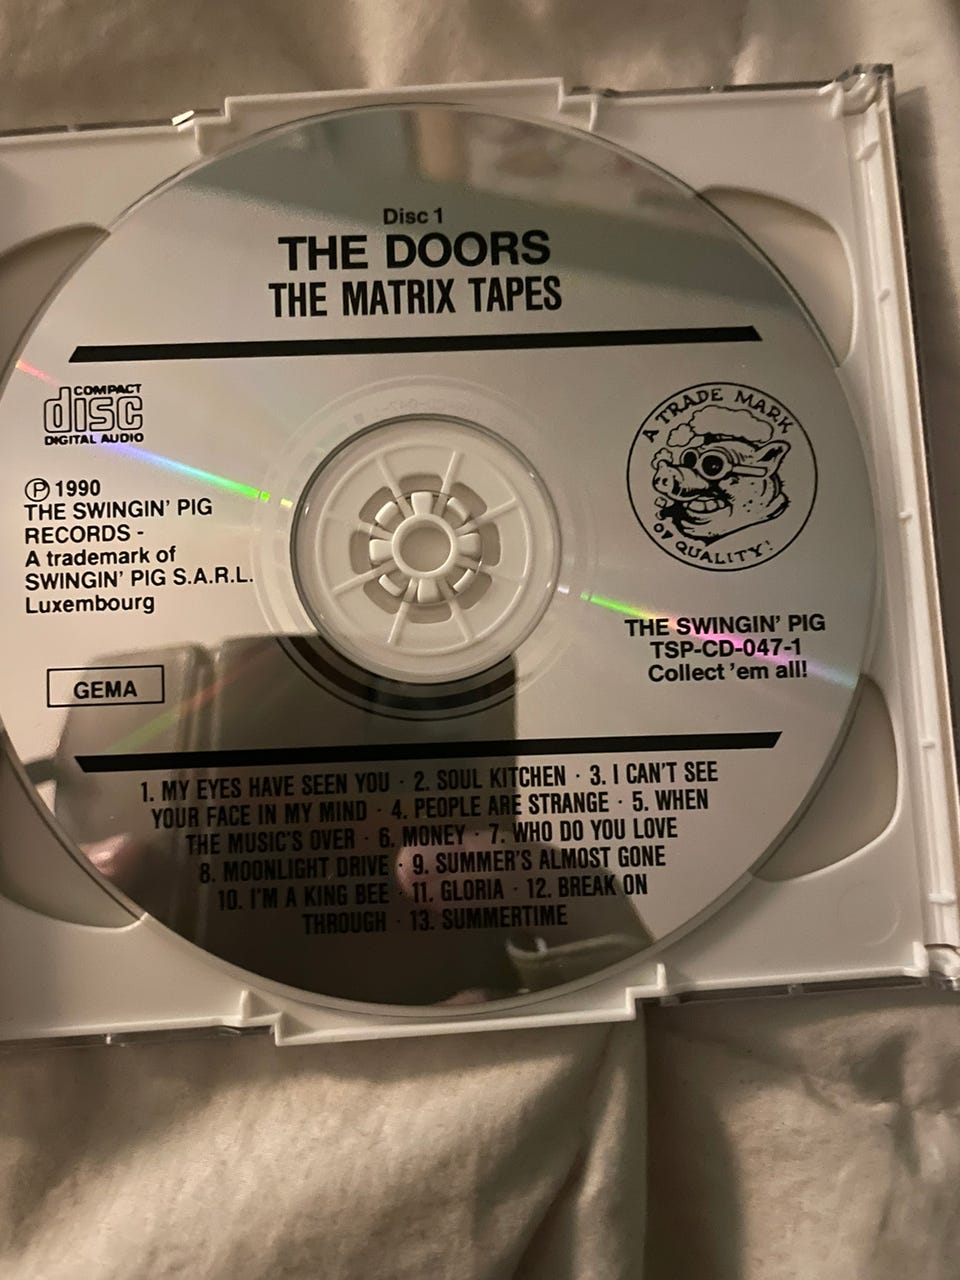 Disc 1
THE DOORS
THE MATRIX TAPES
COMPACT
disc
DIGITAL AUDIO
A TRADE MARK
OF QUALITY!
℗ 1990
THE SWINGIN' PIG
RECORDS -
A trademark of
SWINGIN' PIG S.A.R.L.
Luxembourg
THE SWINGIN' PIG
TSP-CD-047-1
Collect 'em all!
GEMA
1. MY EYES HAVE SEEN YOU · 2. SOUL KITCHEN · 3. I CAN'T SEE
YOUR FACE IN MY MIND · 4. PEOPLE ARE STRANGE · 5. WHEN
THE MUSIC'S OVER · 6. MONEY · 7. WHO DO YOU LOVE
8. MOONLIGHT DRIVE · 9. SUMMER'S ALMOST GONE
10. I'M A KING BEE · 11. GLORIA · 12. BREAK ON
THROUGH · 13. SUMMERTIME